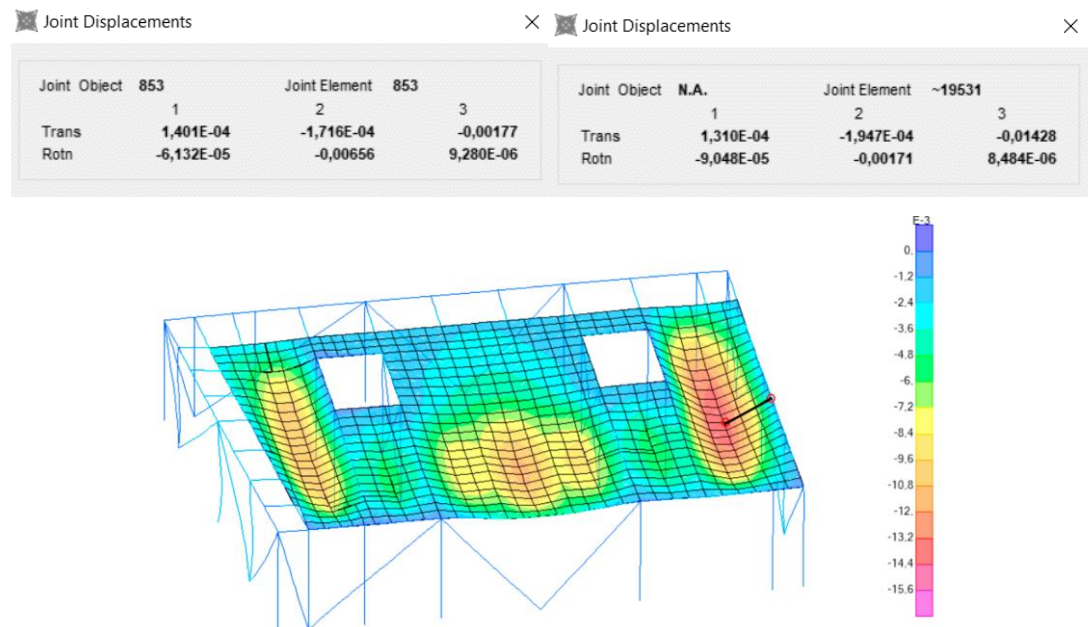 Joint Displacements
Joint Object 853 Joint Element 853
1 2 3
Trans 1,401E-04 -1,716E-04 -0,00177
Rotn -6,132E-05 -0,00656 9,280E-06
Joint Displacements
Joint Object N.A. Joint Element ~19531
1 2 3
Trans 1,310E-04 -1,947E-04 -0,01428
Rotn -9,048E-05 -0,00171 8,484E-06
E-3
0.
-1.2
-2.4
-3.6
-4.8
-6.
-7.2
-8.4
-9.6
-10.8
-12.
-13.2
-14.4
-15.6